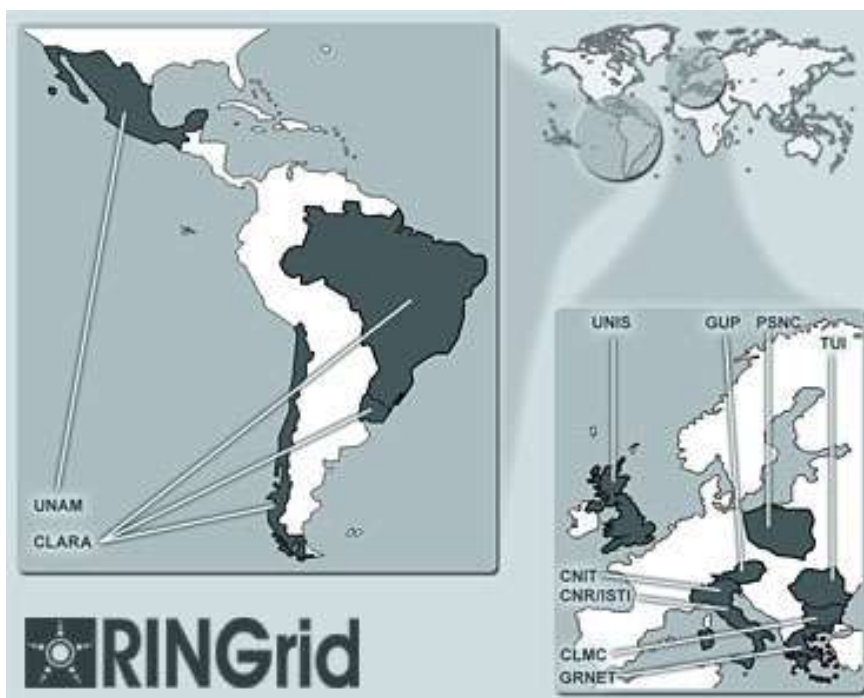 UNAM
CLARA
RINGrid
UNIS GUP PSNC
TUI
CNIT
CNR/ISTI
CLMC
GRNET